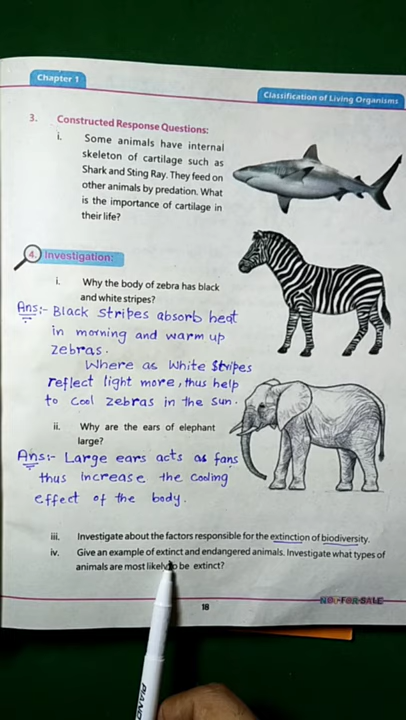 Chapter 1
Classification of Living Organisms
3. Constructed Response Questions:
i. Some animals have internal
skeleton of cartilage such as
Shark and Sting Ray. They feed on
other animals by predation. What
is the importance of cartilage in
their life?
4. Investigation:
i. Why the body of zebra has black
and white stripes?
Ans:- Black Stripes absorb heat
in morning and warm up
zebras.
Where as White Stripes
reflect light more, thus help
to cool zebras in the sun.
ii. Why are the ears of elephant
large?
Ans:- Large ears acts as fans
thus increase the cooling
effect of the body.
iii. Investigate about the factors responsible for the extinction of biodiversity.
iv. Give an example of extinct and endangered animals. Investigate what types of
animals are most likely to be extinct?
18
NOT FOR SALE
PIANO